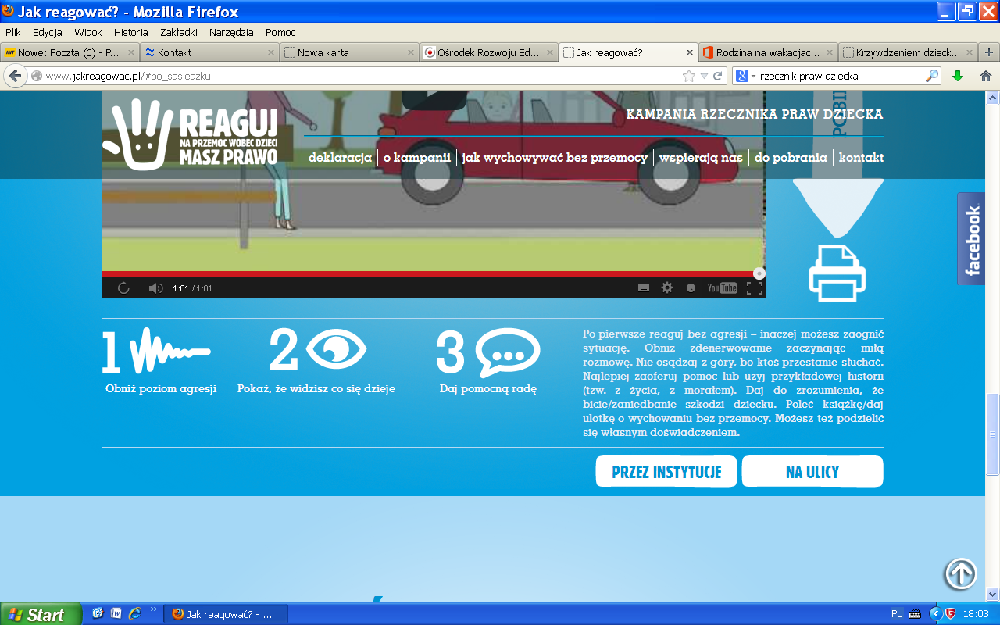 Jak reagować? - Mozilla Firefox
Plik Edycja Widok Historia Zakładki Narzędzia Pomoc
INT Nowe: Poczta (6) - P... Kontakt Nowa karta Ośrodek Rozwoju Ed... Jak reagować? Rodzina na wakacjac... Krzywdzeniem dzieck...
www.jakreagowac.pl/#po_sasiedzku rzecznik praw dziecka
REAGUJ
NA PRZEMOC WOBEC DZIECI
MASZ PRAWO
KAMPANIA RZECZNIKA PRAW DZIECKA
deklaracja o kampanii jak wychowywać bez przemocy wspierają nas do pobrania kontakt
facebook
1:01 / 1:01 YouTube
1 2 3
Obniż poziom agresji Pokaż, że widzisz co się dzieje Daj pomocną radę
Po pierwsze reaguj bez agresji – inaczej możesz zaognić
sytuację. Obniż zdenerwowanie zaczynając miłą
rozmowę. Nie osądzaj z góry, bo ktoś przestanie słuchać.
Najlepiej zaoferuj pomoc lub użyj przykładowej historii
(tzw. z życia, z morałem). Daj do zrozumienia, że
bicie/zaniedbanie szkodzi dziecku. Poleć książkę/daj
ulotkę o wychowaniu bez przemocy. Możesz też podzielić
się własnym doświadczeniem.
PRZEZ INSTYTUCJE NA ULICY
Start Jak reagować? - ... PL 18:03